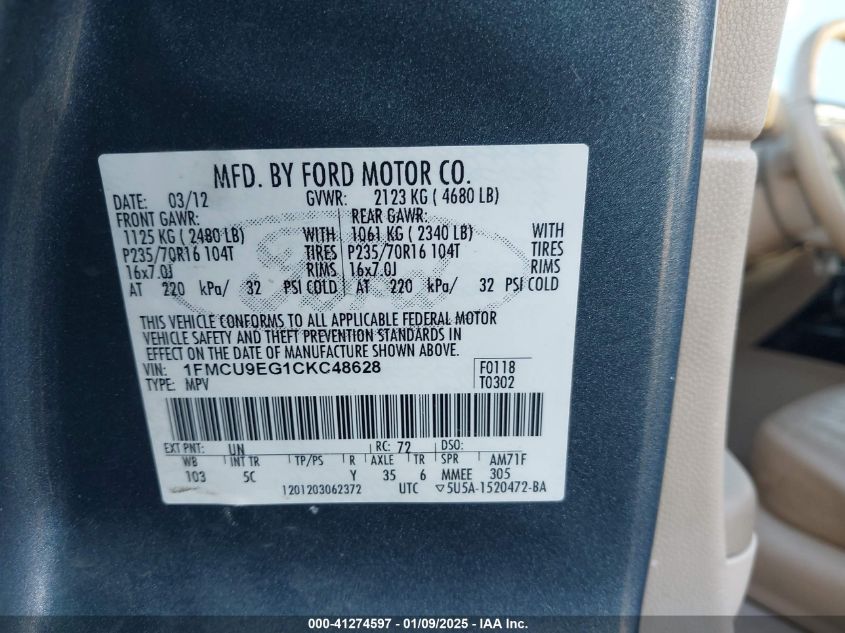 MFD. BY FORD MOTOR CO.
DATE: 03/12 GVWR: 2123 KG ( 4680 LB)
FRONT GAWR: REAR GAWR:
1125 KG ( 2480 LB) WITH 1061 KG ( 2340 LB) WITH
P235/70R16 104T TIRES P235/70R16 104T TIRES
16x7.0J RIMS 16x7.0J RIMS
AT 220 kPa/ 32 PSI COLD AT 220 kPa/ 32 PSI COLD
THIS VEHICLE CONFORMS TO ALL APPLICABLE FEDERAL MOTOR
VEHICLE SAFETY AND THEFT PREVENTION STANDARDS IN
EFFECT ON THE DATE OF MANUFACTURE SHOWN ABOVE.
VIN: 1FMCU9EG1CKC48628 F0118
TYPE: MPV T0302
EXT PNT: UN RC: 72 DSO:
WB INT TR TP/PS R AXLE TR SPR AM71F
103 5C Y 35 6 MMEE 305
1201203062372 UTC ▽5U5A-1520472-BA
000-41274597 - 01/09/2025 - IAA Inc.